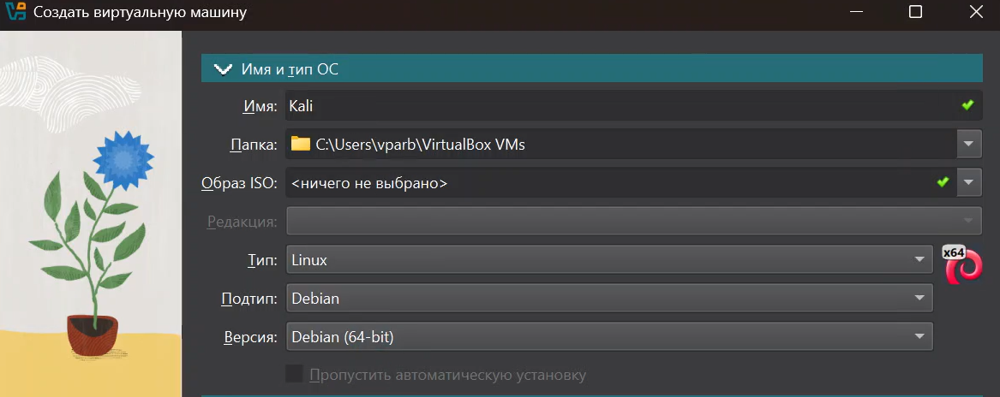 Создать виртуальную машину
Имя и тип ОС
Имя: Kali
Папка: C:\Users\vparb\VirtualBox VMs
Образ ISO: <ничего не выбрано>
Редакция:
Тип: Linux
x64
Подтип: Debian
Версия: Debian (64-bit)
Пропустить автоматическую установку